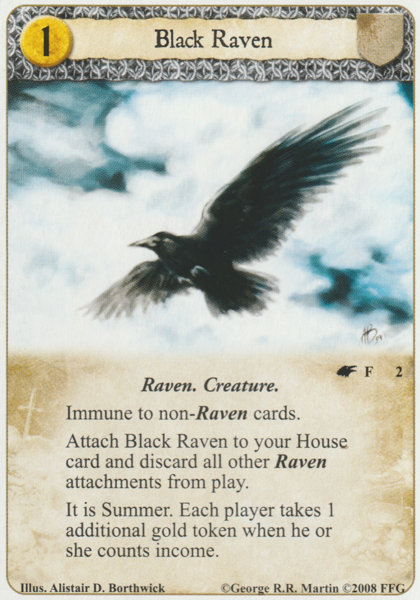 1
Black Raven
F 2
Raven. Creature.
Immune to non-Raven cards.
Attach Black Raven to your House
card and discard all other Raven
attachments from play.
It is Summer. Each player takes 1
additional gold token when he or
she counts income.
Illus. Alistair D. Borthwick ©George R.R. Martin ©2008 FFG